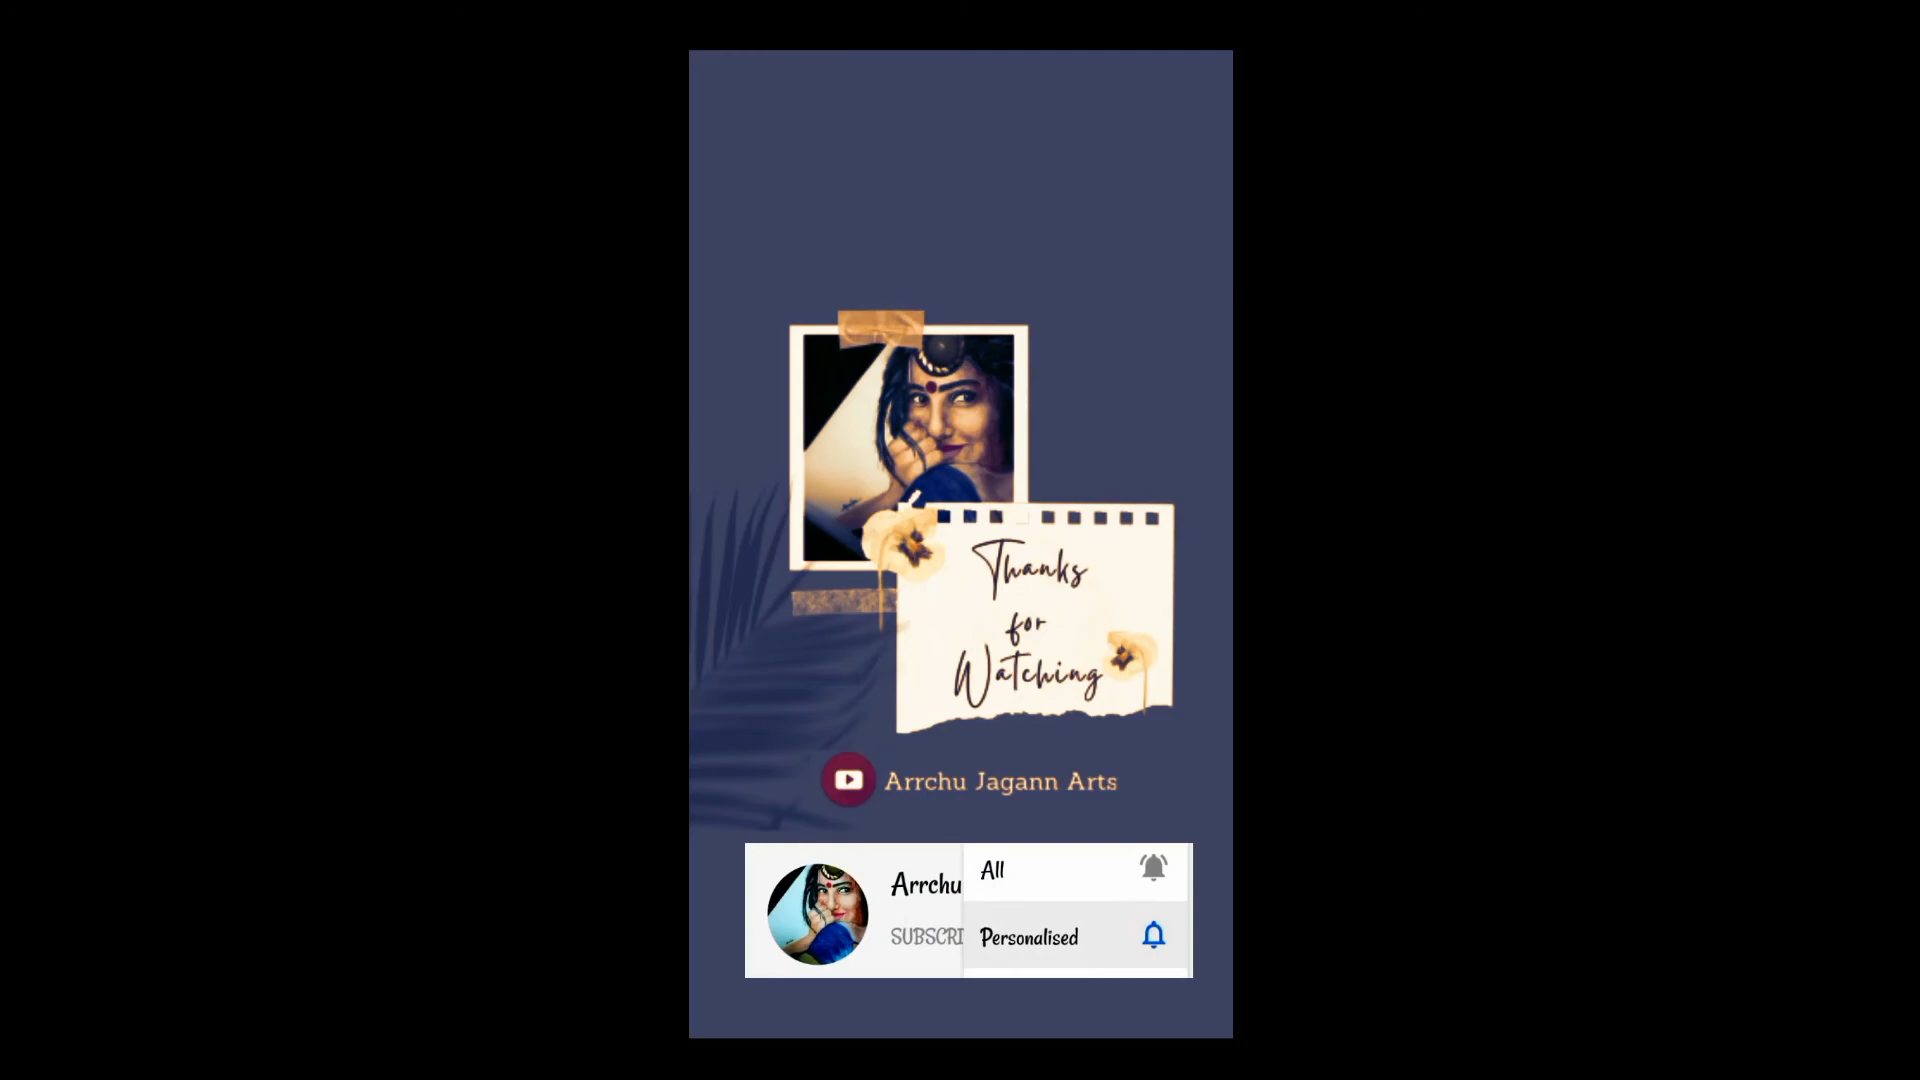 Thanks
for
Watching
Arrchu Jagann Arts
Arrchu
SUBSCRI
All
Personalised